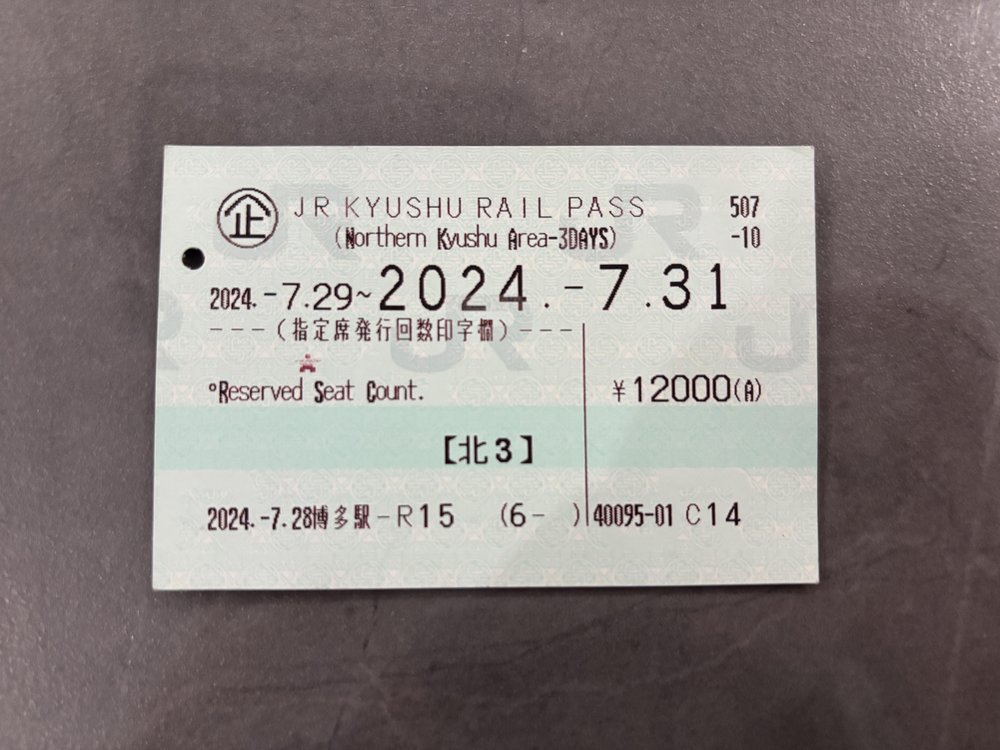 企 JR KYUSHU RAIL PASS 507
(Northern Kyushu Area-3DAYS) -10
2024.-7.29~2024.-7.31
---(指定席発行回数印字欄)---
°Reserved Seat Count. ¥12000(A)
【北3】
2024.-7.28博多駅-R15 (6- ) 40095-01 C14